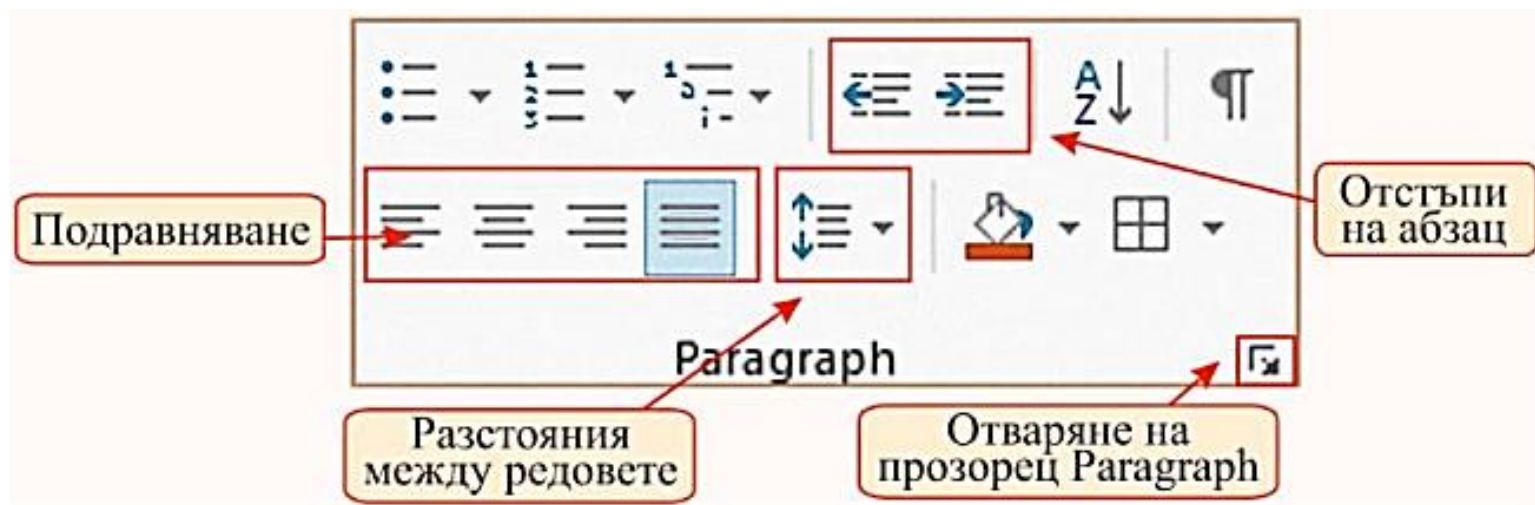 A
Z
¶
Подравняване
Отстъпи
на абзац
Paragraph
Разстояния
между редовете
Отваряне на
прозорец Paragraph